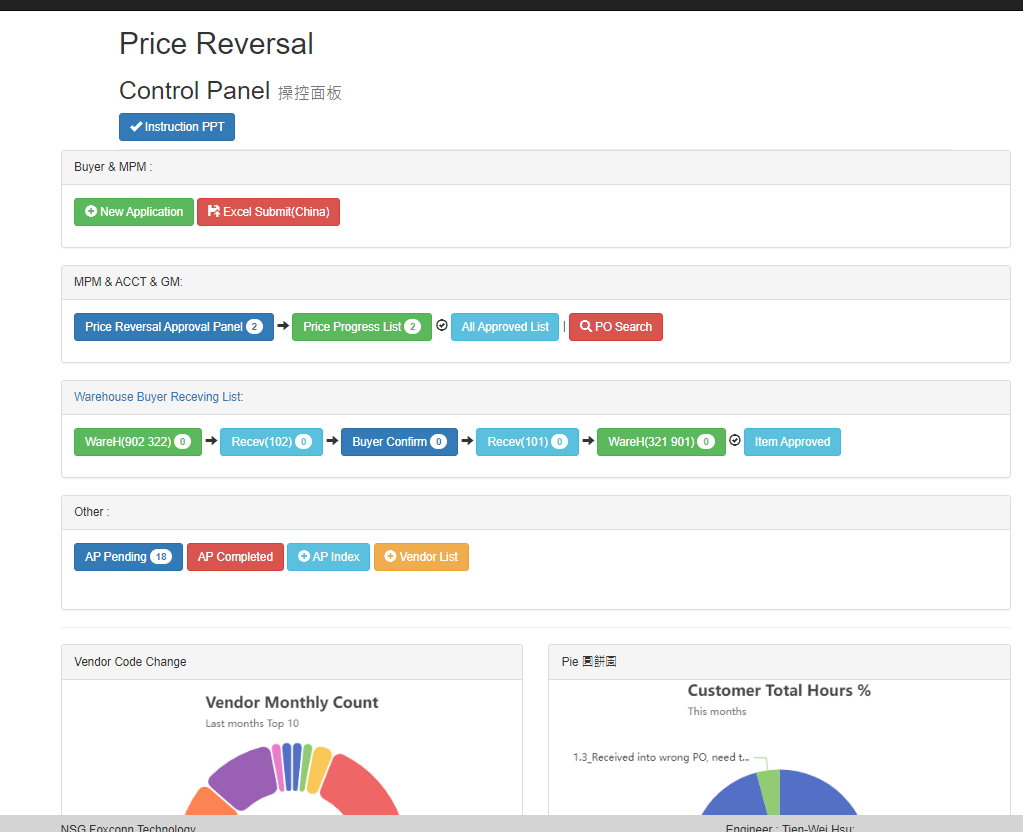 Price Reversal
Control Panel 操控面板
Instruction PPT
Buyer & MPM :
New Application Excel Submit(China)
MPM & ACCT & GM:
Price Reversal Approval Panel 2 Price Progress List 2 All Approved List | PO Search
Warehouse Buyer Receving List:
WareH(902 322) 0 Recev(102) 0 Buyer Confirm 0 Recev(101) 0 WareH(321 901) 0 Item Approved
Other :
AP Pending 18 AP Completed AP Index Vendor List
Vendor Code Change
Vendor Monthly Count
Last months Top 10
Pie 圓餅圖
Customer Total Hours %
This months
1.3_Received into wrong PO, need t...
NSG Foxconn Technology
Engineer : Tien-Wei Hsu: